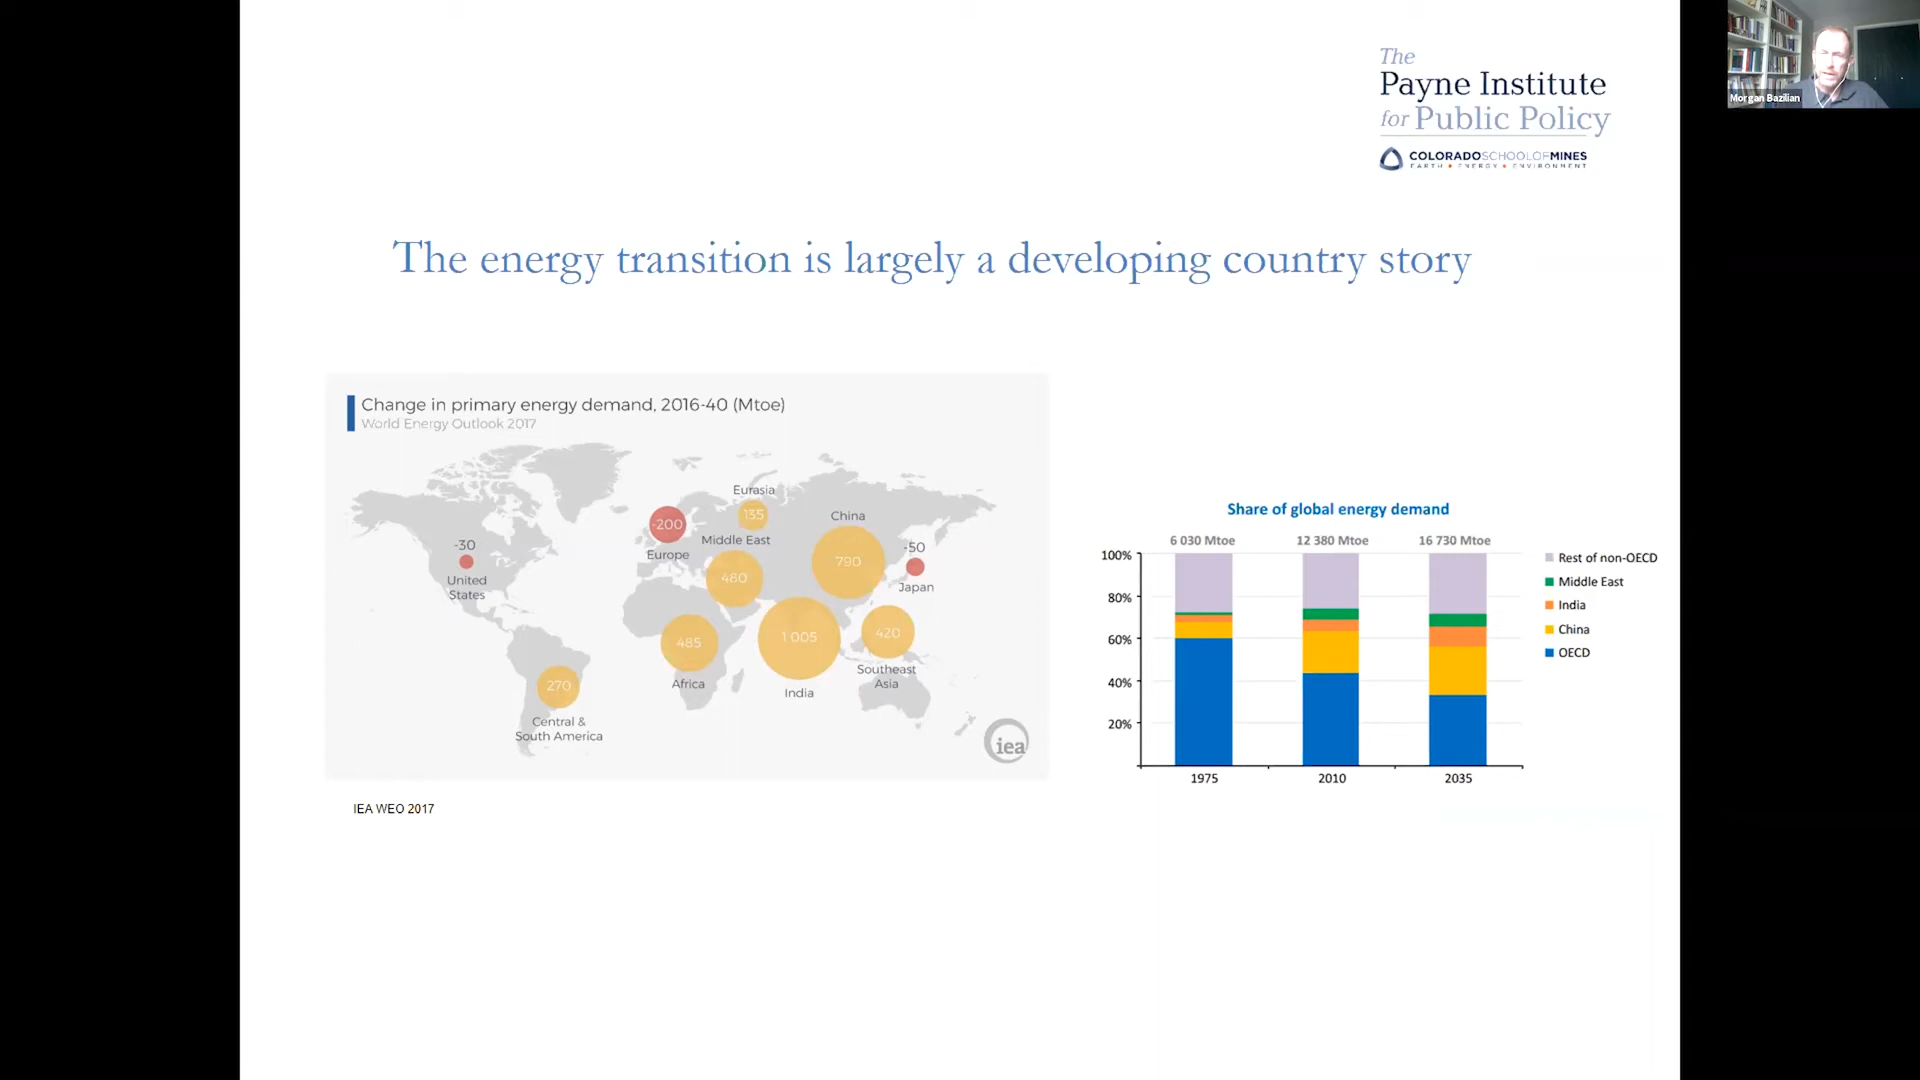 The
Payne Institute
for Public Policy
COLORADOSCHOOLOFMINES
EARTH • ENERGY • ENVIRONMENT
Morgan Bazilian
The energy transition is largely a developing country story
Change in primary energy demand, 2016-40 (Mtoe)
World Energy Outlook 2017
-30
United
States
-200
Europe
Eurasia
135
Middle East
480
China
790
-50
Japan
485
Africa
1 005
India
420
Southeast
Asia
270
Central &
South America
iea
IEA WEO 2017
Share of global energy demand
6 030 Mtoe 12 380 Mtoe 16 730 Mtoe
100%
80%
60%
40%
20%
1975 2010 2035
Rest of non-OECD
Middle East
India
China
OECD